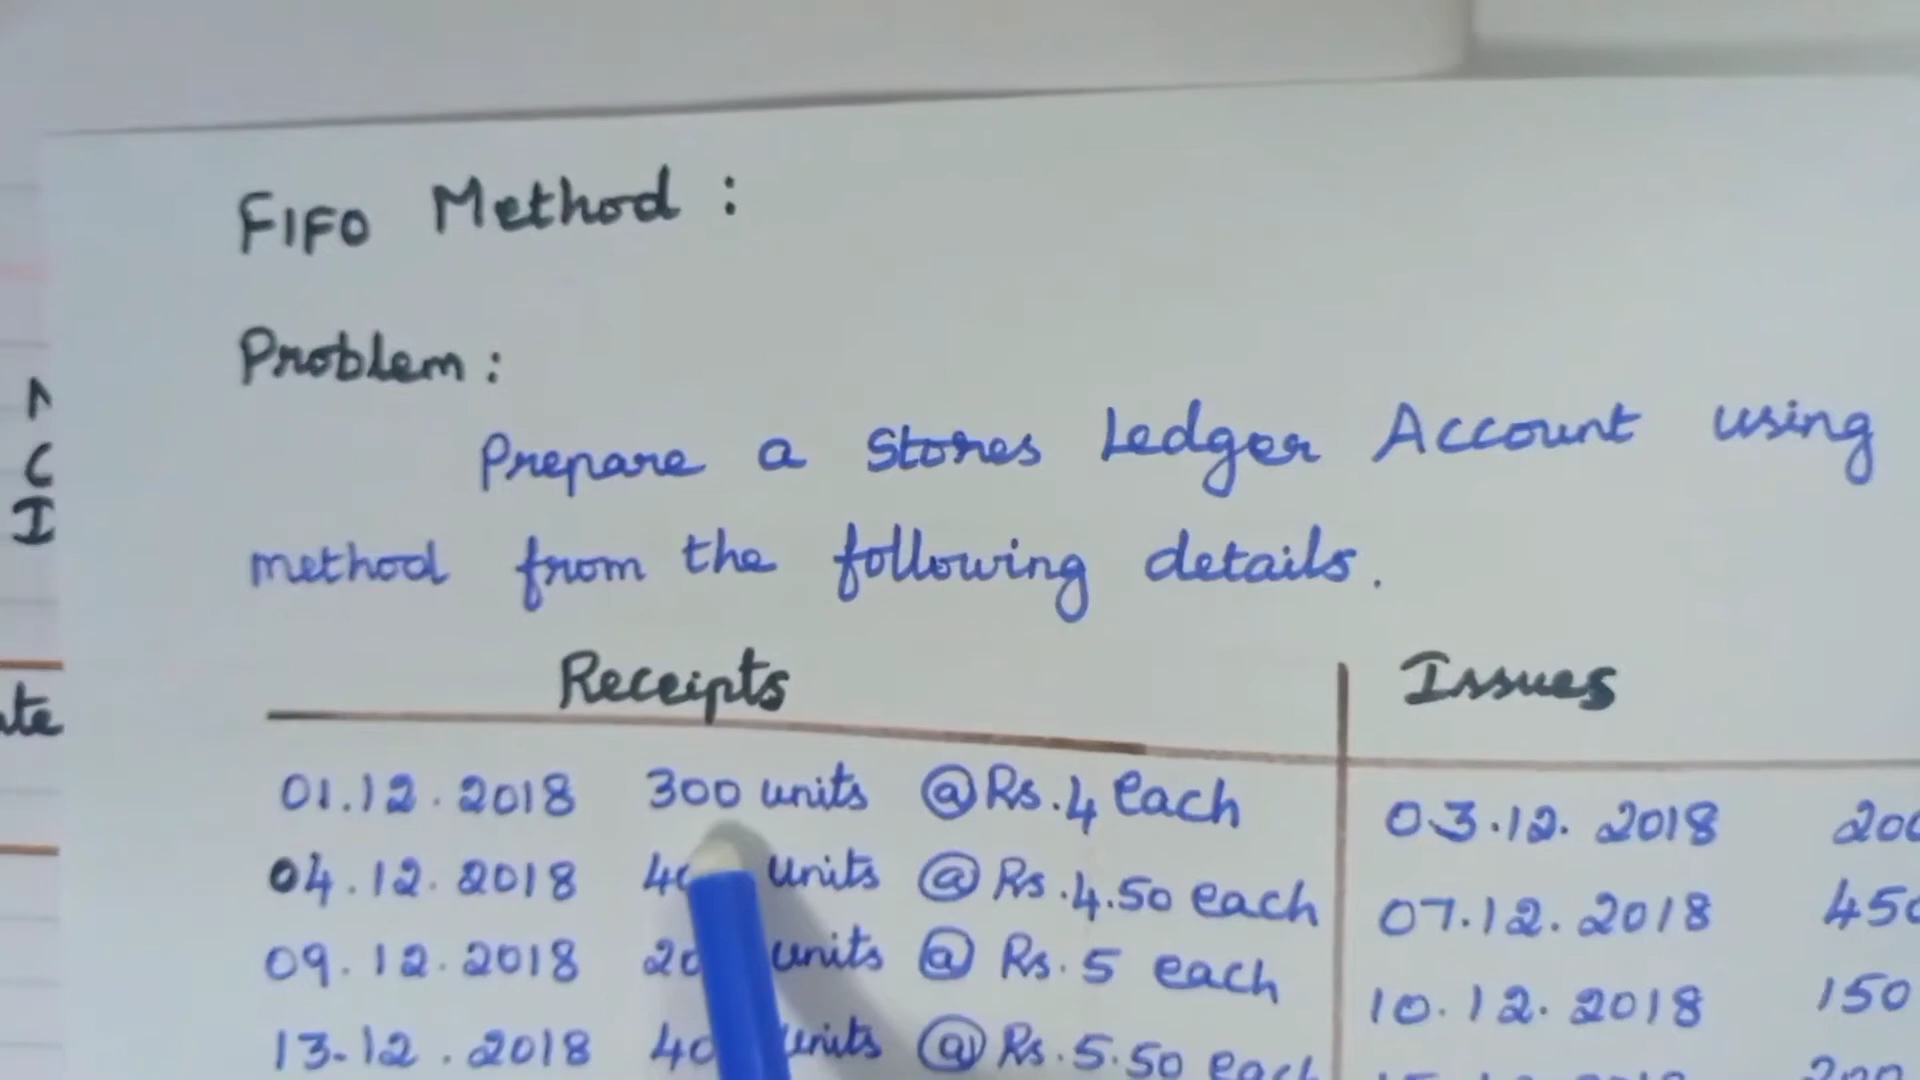 FIFO Method :
Problem :
Prepare a Stores Ledger Account using
method from the following details.
Receipts Issues
01.12.2018 300 units @ Rs.4 each 03.12.2018
04.12.2018 units @ Rs.4.50 each 07.12.2018
09.12.2018 units @ Rs.5 each 10.12.2018 150
13-12.2018 units @ Rs.5.50 each